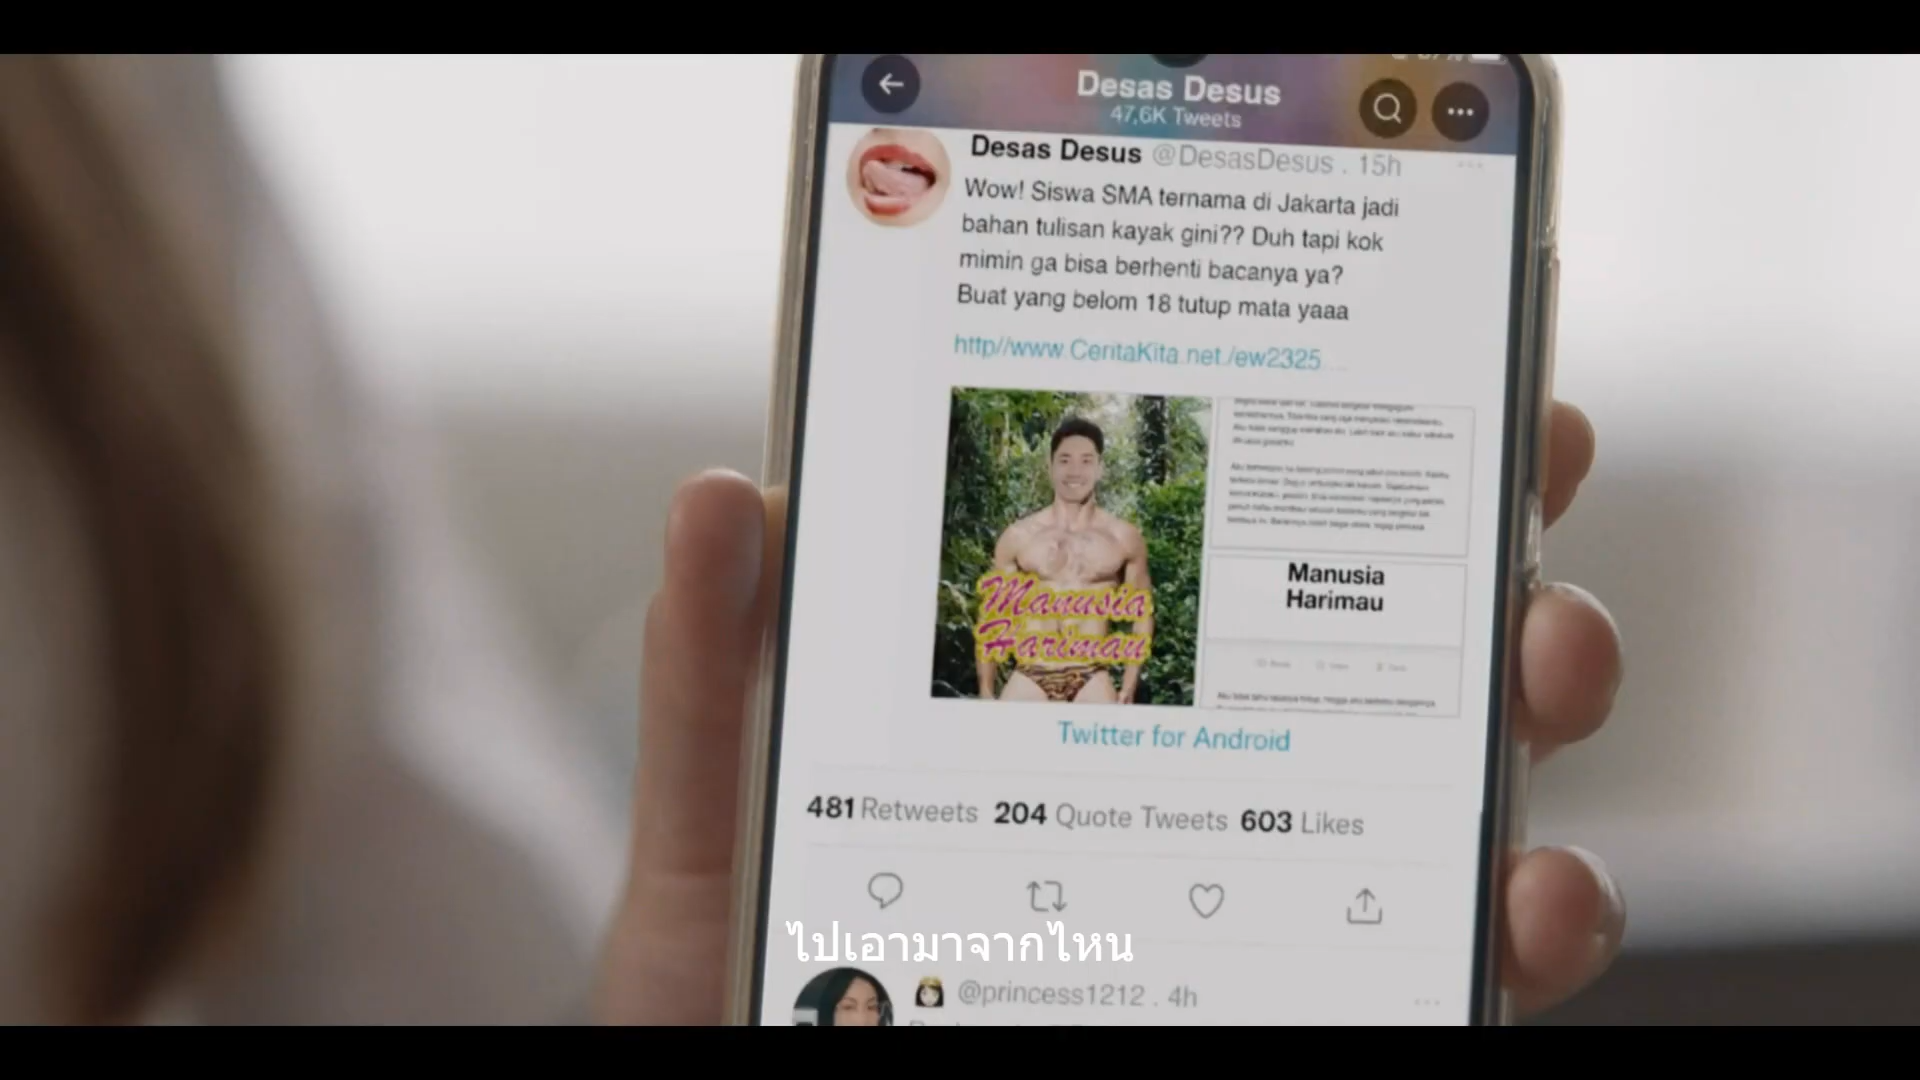 Desas Desus
47,6K Tweets
Desas Desus @DesasDesus . 15h
Wow! Siswa SMA ternama di Jakarta jadi
bahan tulisan kayak gini?? Duh tapi kok
mimin ga bisa berhenti bacanya ya?
Buat yang belom 18 tutup mata yaaa
http//www.CeritaKita.net./ew2325....
Manusia
Harimau
Manusia
Harimau
Twitter for Android
481 Retweets 204 Quote Tweets 603 Likes
ไปเอามาจากไหน
@princess1212 . 4h